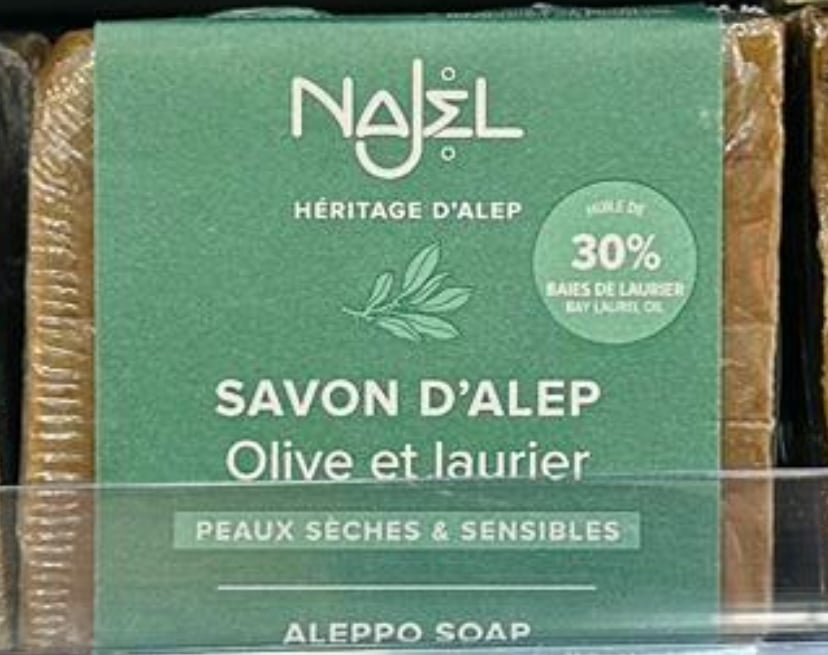 NAJEL
HÉRITAGE D'ALEP
HUILE DE
30%
BAIES DE LAURIER
BAY LAUREL OIL
SAVON D'ALEP
Olive et laurier
PEAUX SÈCHES & SENSIBLES
ALEPPO SOAP